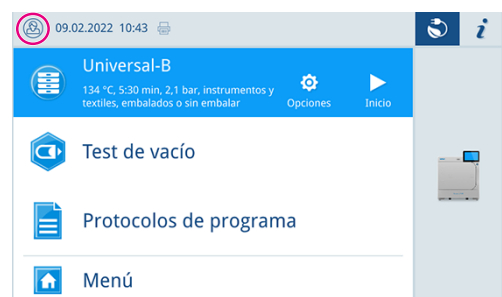 09.02.2022 10:43
i
Universal-B
134 °C, 5:30 min, 2,1 bar, instrumentos y
textiles, embalados o sin embalar
Opciones
Inicio
Test de vacío
Protocolos de programa
Menú